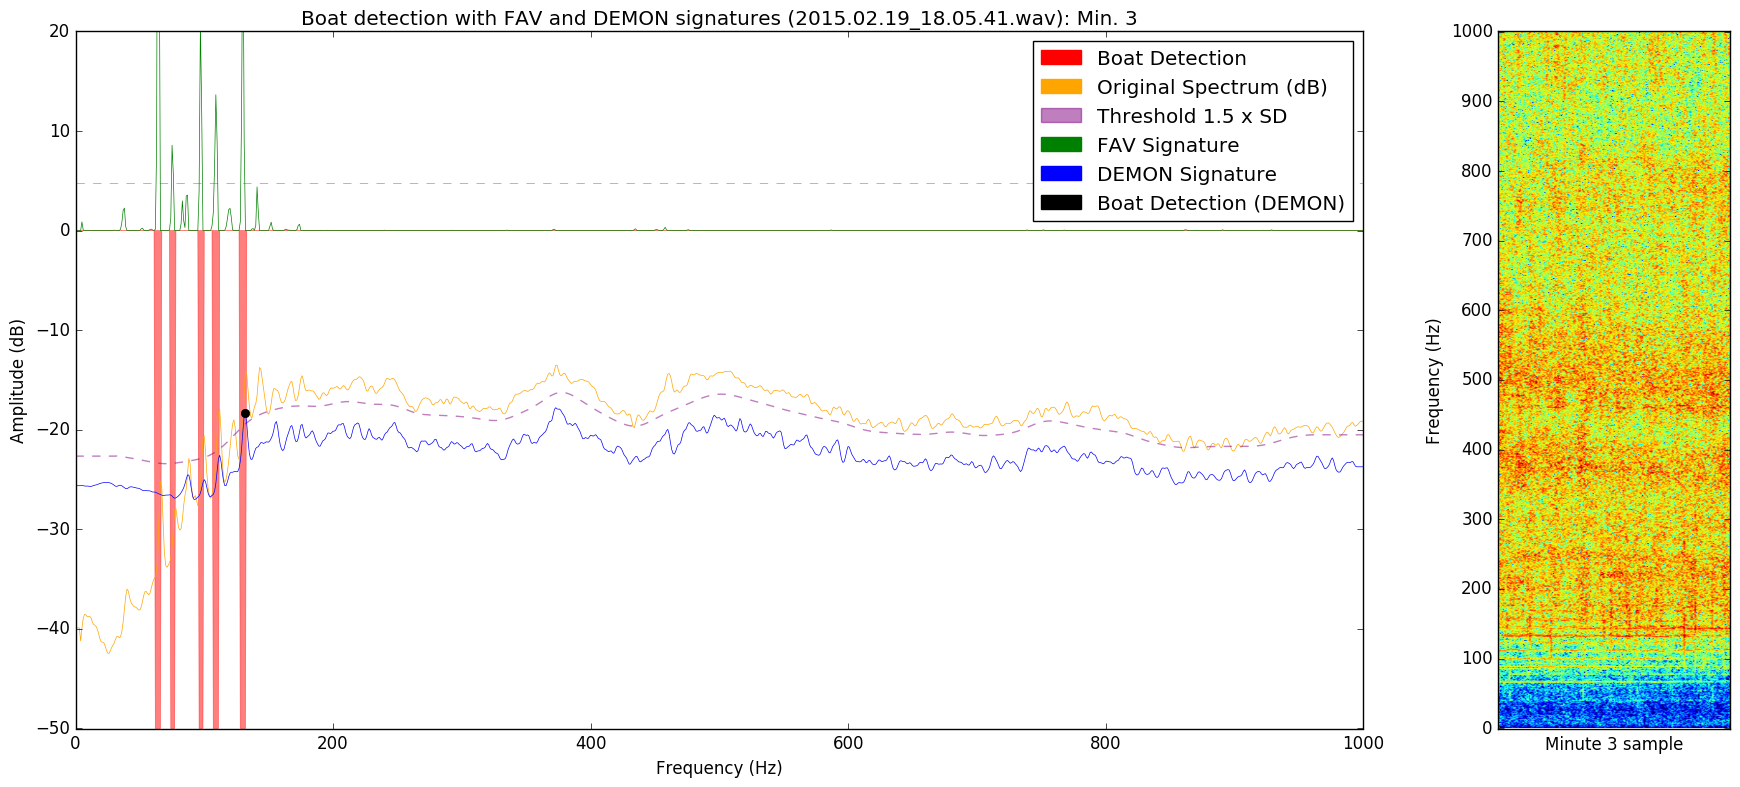 Boat detection with FAV and DEMON signatures (2015.02.19_18.05.41.wav): Min. 3
Boat Detection
Original Spectrum (dB)
Threshold 1.5 x SD
FAV Signature
DEMON Signature
Boat Detection (DEMON)
Amplitude (dB)
20
10
0
−10
−20
−30
−40
−50
0
200
400
600
800
1000
Frequency (Hz)
Frequency (Hz)
1000
900
800
700
600
500
400
300
200
100
0
Minute 3 sample